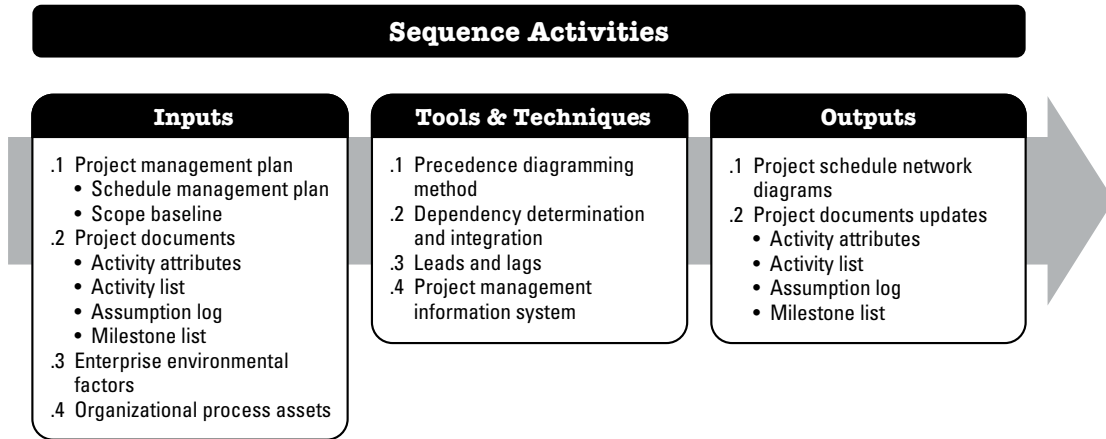 Sequence Activities
Inputs
.1 Project management plan
• Schedule management plan
• Scope baseline
.2 Project documents
• Activity attributes
• Activity list
• Assumption log
• Milestone list
.3 Enterprise environmental
factors
.4 Organizational process assets
Tools & Techniques
.1 Precedence diagramming
method
.2 Dependency determination
and integration
.3 Leads and lags
.4 Project management
information system
Outputs
.1 Project schedule network
diagrams
.2 Project documents updates
• Activity attributes
• Activity list
• Assumption log
• Milestone list